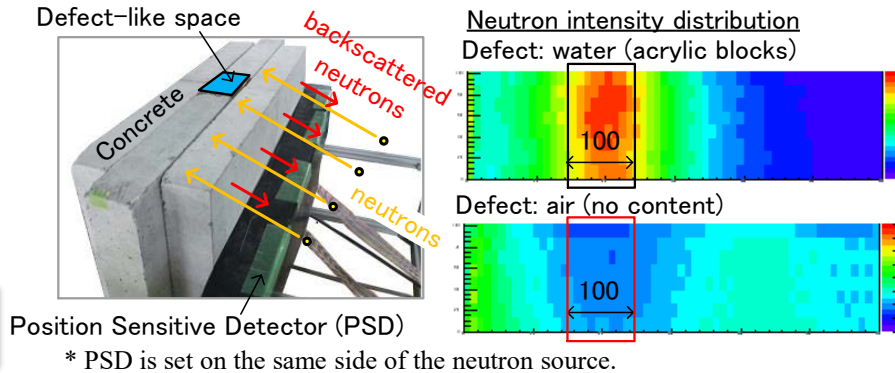 Defect-like space
backscattered
neutrons
Concrete
neutrons
Position Sensitive Detector (PSD)
Neutron intensity distribution
Defect: water (acrylic blocks)
100
Defect: air (no content)
100
* PSD is set on the same side of the neutron source.